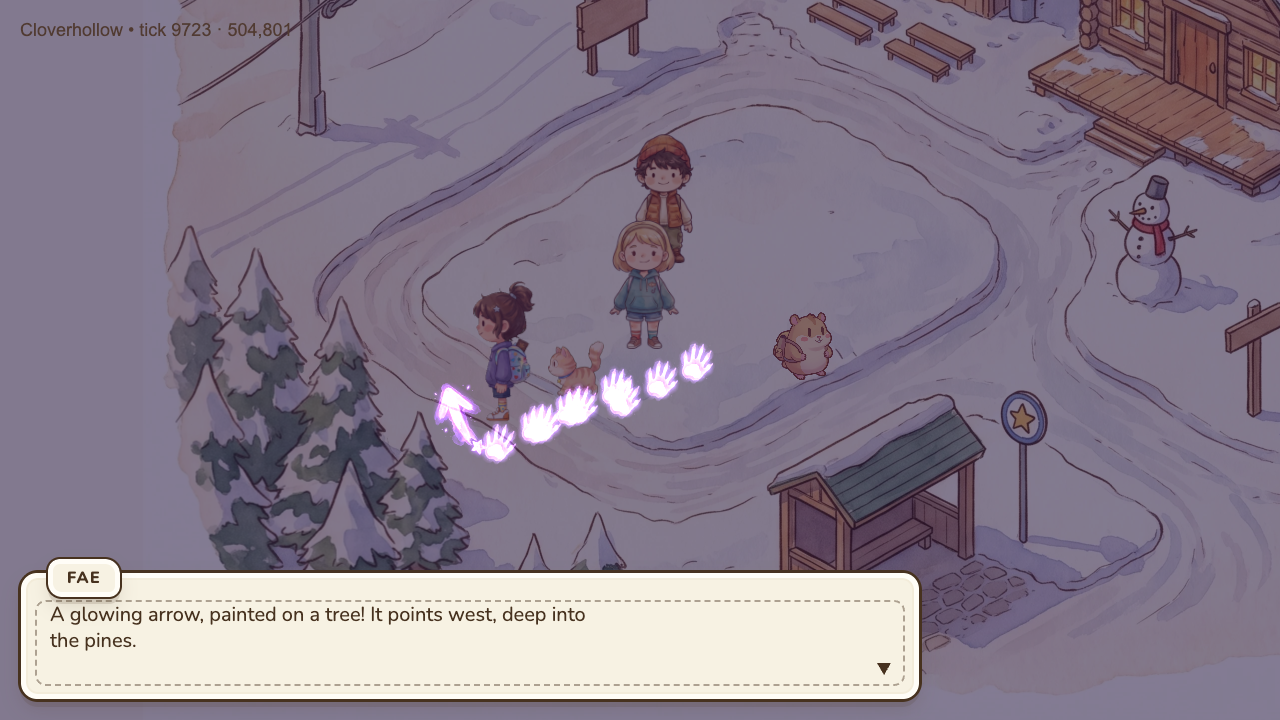 Cloverhollow • tick 9723 · 504,801
FAE
A glowing arrow, painted on a tree! It points west, deep into
the pines.